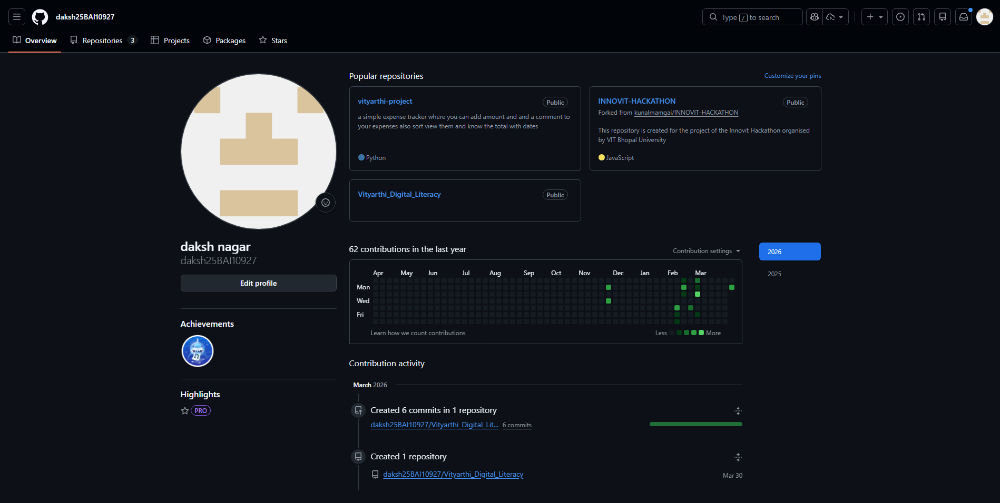 daksh25BAI10927
Type / to search
Overview
Repositories 3
Projects
Packages
Stars
daksh nagar
daksh25BAI10927
Edit profile
Achievements
Highlights
PRO
Popular repositories
Customize your pins
vityarthi-project
Public
a simple expense tracker where you can add amount and and a comment to
your expenses also sort view them and know the total with dates
Python
INNOVIT-HACKATHON
Public
Forked from kunalmamgai/INNOVIT-HACKATHON
This repository is created for the project of the Innovit Hackathon organised
by VIT Bhopal University
JavaScript
Vityarthi_Digital_Literacy
Public
62 contributions in the last year
Contribution settings
2026
2025
Apr May Jun Jul Aug Sep Oct Nov Dec Jan Feb Mar
Mon
Wed
Fri
Learn how we count contributions
Less
More
Contribution activity
March 2026
Created 6 commits in 1 repository
daksh25BAI10927/Vityarthi_Digital_Lit... 6 commits
Created 1 repository
daksh25BAI10927/Vityarthi_Digital_Literacy
Mar 30